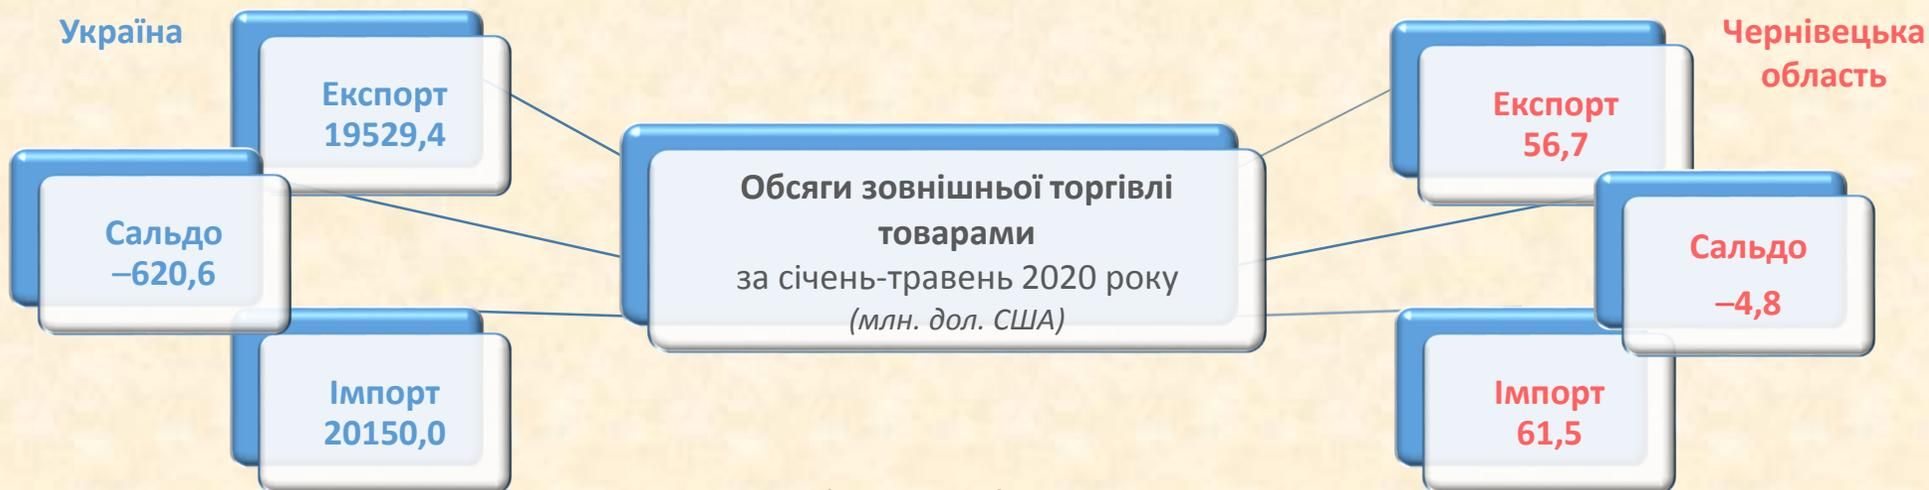 Україна
Експорт
19529,4
Сальдо
–620,6
Імпорт
20150,0
Обсяги зовнішньої торгівлі
товарами
за січень-травень 2020 року
(млн. дол. США)
Чернівецька
область
Експорт
56,7
Сальдо
–4,8
Імпорт
61,5